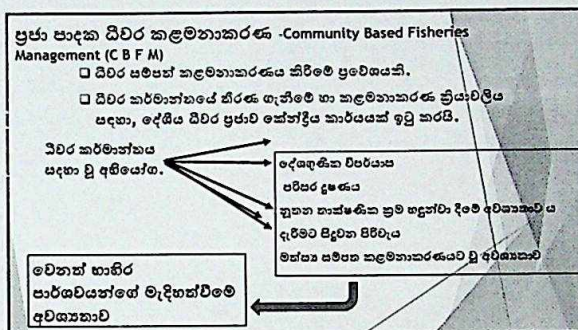 ප්‍රජා පාදක ධීවර කළමනාකරණ -Community Based Fisheries
Management (C B F M)
❑ ධීවර සම්පත් කළමනාකරණය කිරීමේ ප්‍රවේශයකි.
❑ ධීවර කර්මාන්තයේ තීරණ ගැනීමේ හා කළමනාකරණ ක්‍රියාවලිය
සඳහා, දේශීය ධීවර ප්‍රජාව කේන්ද්‍රීය කාර්යයක් ඉටු කරයි.
ධීවර කර්මාන්තය
සඳහා වූ අභියෝග.
දේශගුණික විපර්යාස
පරිසර දූෂණය
නූතන තාක්ෂණික ක්‍රම හඳුන්වා දීමේ අවශ්‍යතාව ය
දැරීමට සිදුවන පිරිවැය
මත්ස්‍ය සම්පත කළමනාකරණයට වූ අවශ්‍යතාව
වෙනත් භාහිර
පාර්ශවයන්ගේ මැදිහත්වීමේ
අවශ්‍යතාව